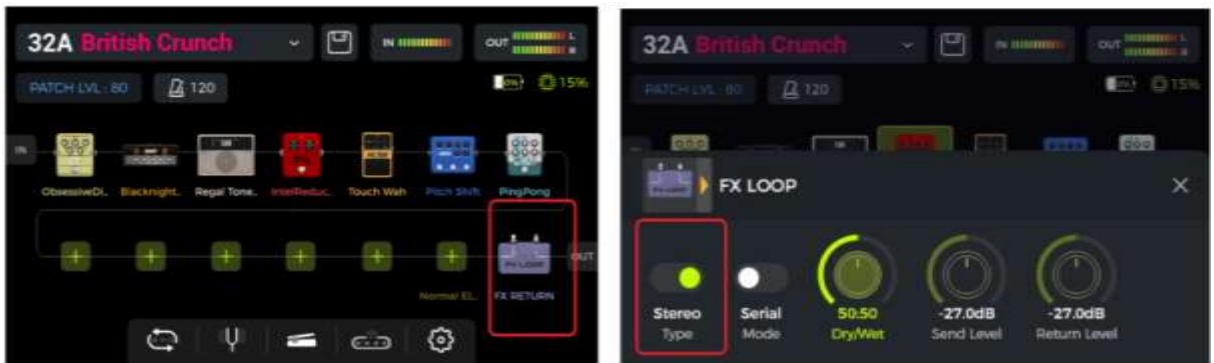 32A British Crunch
IN
OUT
L
R
PATCH LVL : 80
120
15%
IN
ObsessiveDi..
Blacknight..
Regal Tone..
IntelReduc..
Touch Wah
Pitch Shift
PingPong
FX LOOP
OUT
Normal EL..
FX RETURN
32A British Crunch
IN
OUT
PATCH LVL : 80
120
15%
FX LOOP
Stereo
Type
Serial
Mode
50:50
Dry/Wet
-27.0dB
Send Level
-27.0dB
Return Level